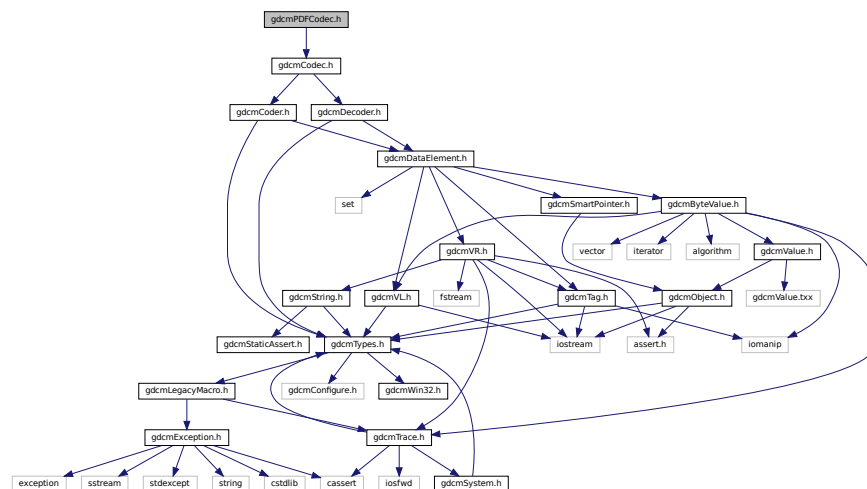 gdcmPDFCodec.h
gdcmCodec.h
gdcmCoder.h
gdcmDecoder.h
gdcmDataElement.h
set
gdcmSmartPointer.h
gdcmByteValue.h
gdcmVR.h
vector
iterator
algorithm
gdcmValue.h
gdcmString.h
gdcmVL.h
fstream
gdcmTag.h
gdcmObject.h
gdcmValue.txx
gdcmStaticAssert.h
gdcmTypes.h
iostream
assert.h
iomanip
gdcmLegacyMacro.h
gdcmConfigure.h
gdcmWin32.h
gdcmException.h
gdcmTrace.h
exception
sstream
stdexcept
string
cstdlib
cassert
iosfwd
gdcmSystem.h